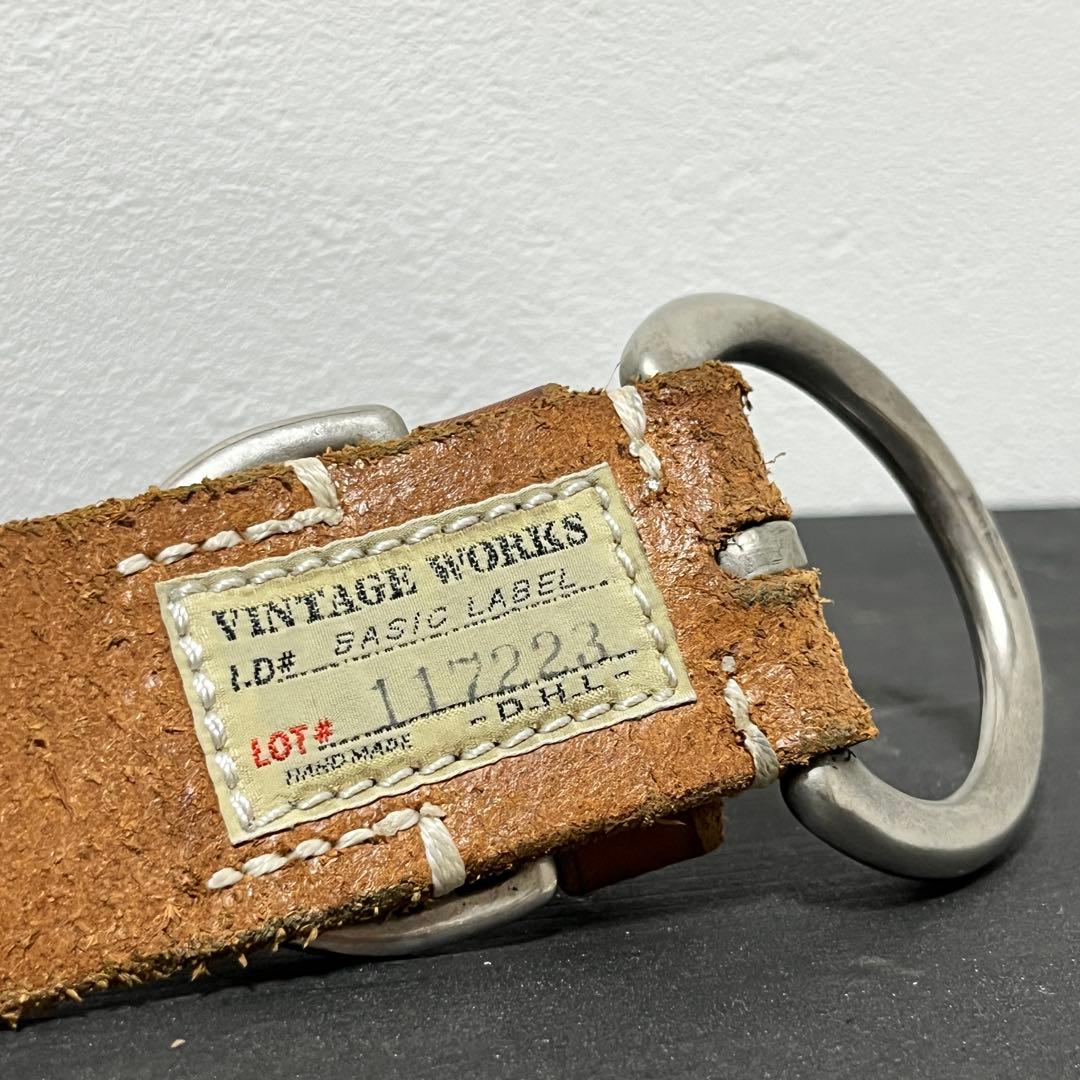 VINTAGE WORKS
I.D# BASIC LABEL
LOT# 117223
HAND MADE - D.H.L -